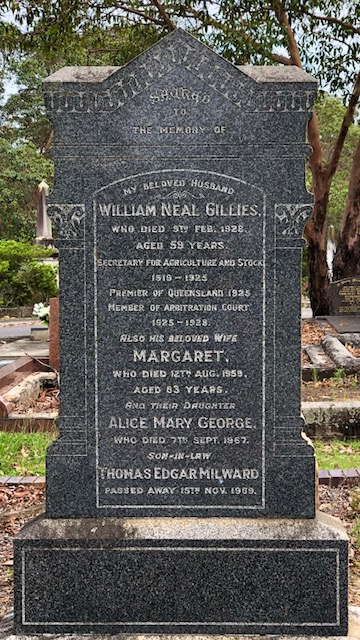 SACRED
TO
THE MEMORY OF
MY BELOVED HUSBAND
WILLIAM NEAL GILLIES.
WHO DIED 9TH FEB. 1928.
AGED 59 YEARS.
SECRETARY FOR AGRICULTURE AND STOCK
1919-1925
PREMIER OF QUEENSLAND 1925
MEMBER OF ARBITRATION COURT
1925-1928.
ALSO HIS BELOVED WIFE
MARGARET,
WHO DIED 12TH AUG. 1959,
AGED 83 YEARS.
AND THEIR DAUGHTER
ALICE MARY GEORGE.
WHO DIED 7TH SEPT. 1967.
SON-IN-LAW
THOMAS EDGAR MILWARD
PASSED AWAY 15TH NOV. 1969.